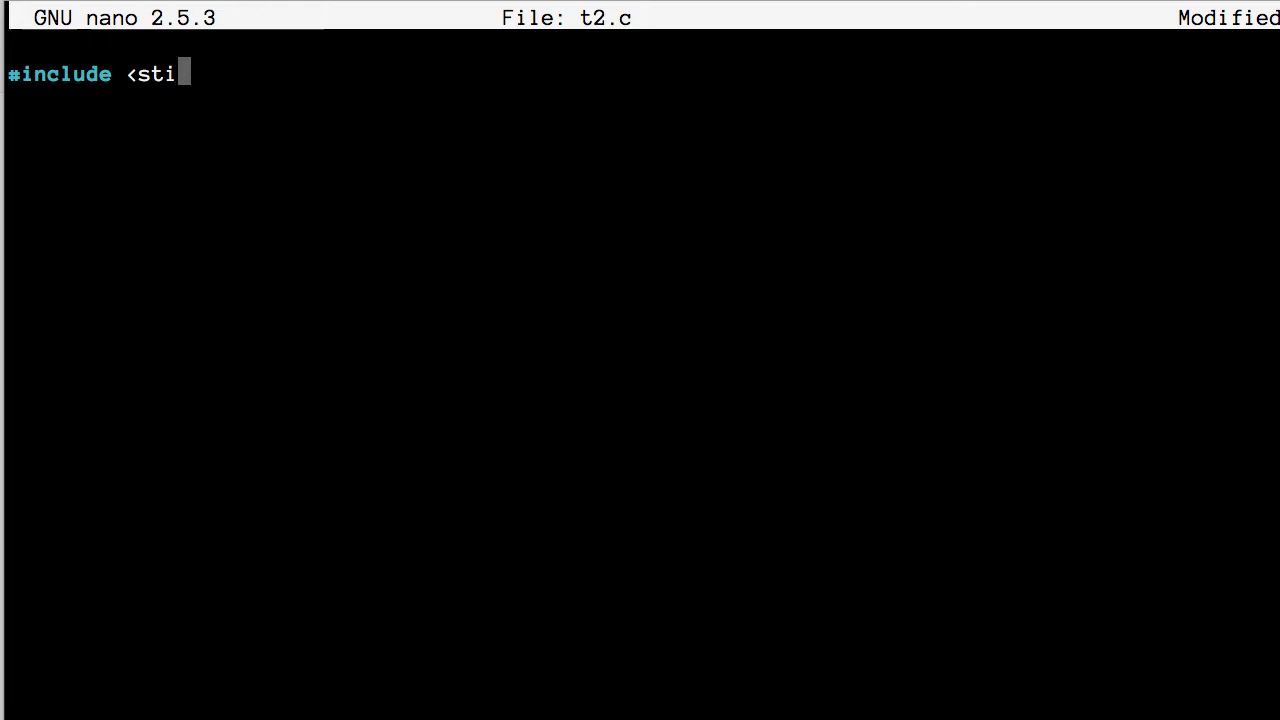 GNU nano 2.5.3 File: t2.c Modified
#include <sti